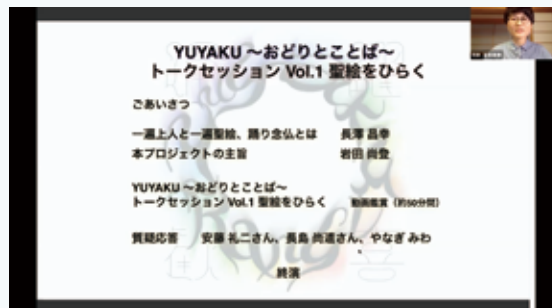 YUYAKU ～おどりとことば～
トークセッション Vol.1 聖絵をひらく
ごあいさつ
一遍上人と一遍聖絵、踊り念仏とは 長澤 昌幸
本プロジェクトの主旨 岩田 尚登
YUYAKU ～おどりとことば～
トークセッション Vol.1 聖絵をひらく 動画鑑賞（約50分間）
質疑応答 安藤 礼二さん、長島 尚道さん、やなぎ みわ
終演